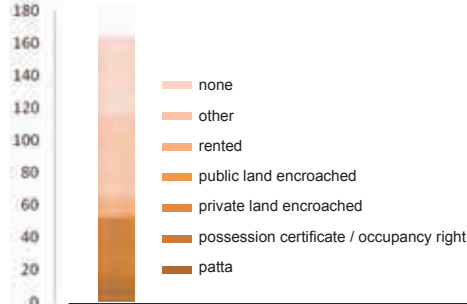 180
160
140
120
100
80
60
40
20
0
none
other
rented
public land encroached
private land encroached
possession certificate / occupancy right
patta